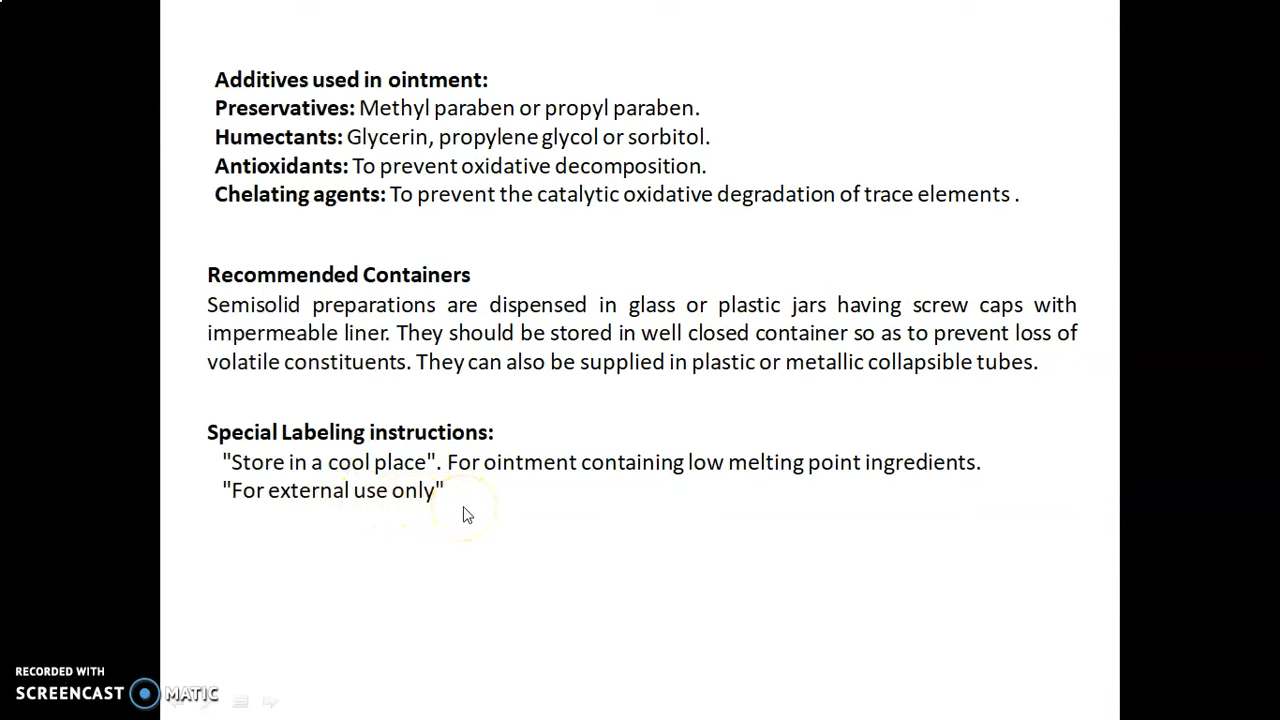 Additives used in ointment:
Preservatives: Methyl paraben or propyl paraben.
Humectants: Glycerin, propylene glycol or sorbitol.
Antioxidants: To prevent oxidative decomposition.
Chelating agents: To prevent the catalytic oxidative degradation of trace elements .
Recommended Containers
Semisolid preparations are dispensed in glass or plastic jars having screw caps with
impermeable liner. They should be stored in well closed container so as to prevent loss of
volatile constituents. They can also be supplied in plastic or metallic collapsible tubes.
Special Labeling instructions:
"Store in a cool place". For ointment containing low melting point ingredients.
"For external use only"
RECORDED WITH
SCREENCAST MATIC